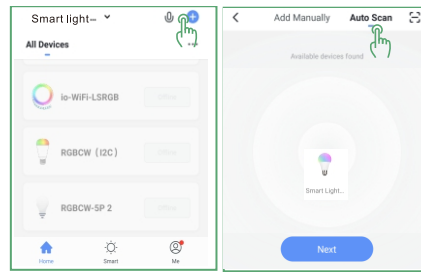 Smart light–
All Devices
io-WiFi-LSRGB
RGBCW (I2C)
RGBCW-5P 2
Home Smart Me
Add Manually Auto Scan
Available devices found
Smart Light...
Next